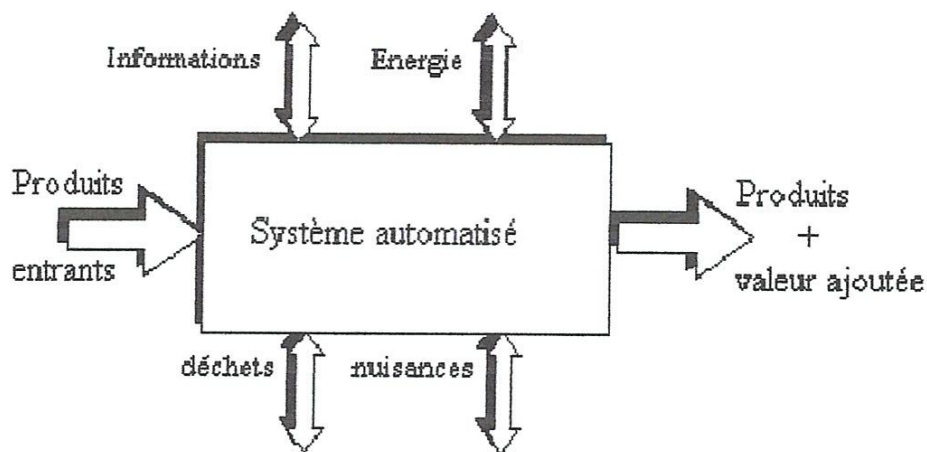 Informations
Energie
Produits
entrants
Système automatisé
Produits
+
valeur ajoutée
déchets
nuisances